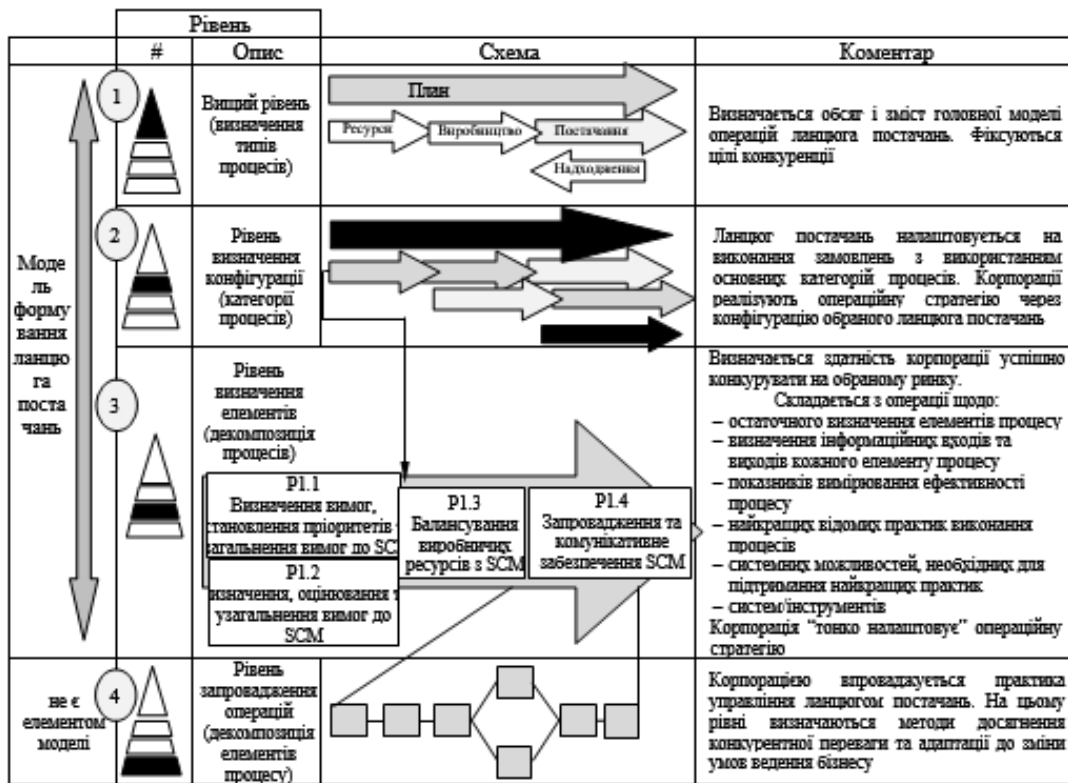 Рівень
#
Опис
Схема
Коментар
Моде
ль
форму
вання
ланцю
га
поста
чань
1
Вищий рівень
(визначення
типів
процесів)
План
Ресурси
Виробництво
Постачання
Надходження
Визначається обсяг і зміст головної моделі
операцій ланцюга постачань. Фіксуються
цілі конкуренції
2
Рівень
визначення
конфігурації
(категорії
процесів)
Ланцюг постачань налаштовується на
виконання замовлень з використанням
основних категорій процесів. Корпорації
реалізують операційну стратегію через
конфігурацію обраного ланцюга постачань
3
Рівень
визначення
елементів
(декомпозиція
процесів)
P1.1
Визначення вимог,
становлення пріоритетів
загальнення вимог до SC
P1.2
изначення, оцінювання т
узагальнення вимог до
SCM
P1.3
Балансування
виробничих
ресурсів з SCM
P1.4
Запровадження та
комунікативне
забезпечення SCM
Визначається здатність корпорації успішно
конкурувати на обраному ринку.
Складається з операції щодо:
– остаточного визначення елементів процесу
– визначення інформаційних входів та
виходів кожного елементу процесу
– показників вимірювання ефективності
процесу
– найкращих відомих практик виконання
процесів
– системних можливостей, необхідних для
підтримання найкращих практик
– систем/інструментів
Корпорація “тонко налаштовує” операційну
стратегію
не є
елементом
моделі
4
Рівень
запровадження
операцій
(декомпозиція
елементів
процесу)
Корпорацією впроваджується практика
управління ланцюгом постачань. На цьому
рівні визначаються методи досягнення
конкурентної переваги та адаптації до зміни
умов ведення бізнесу